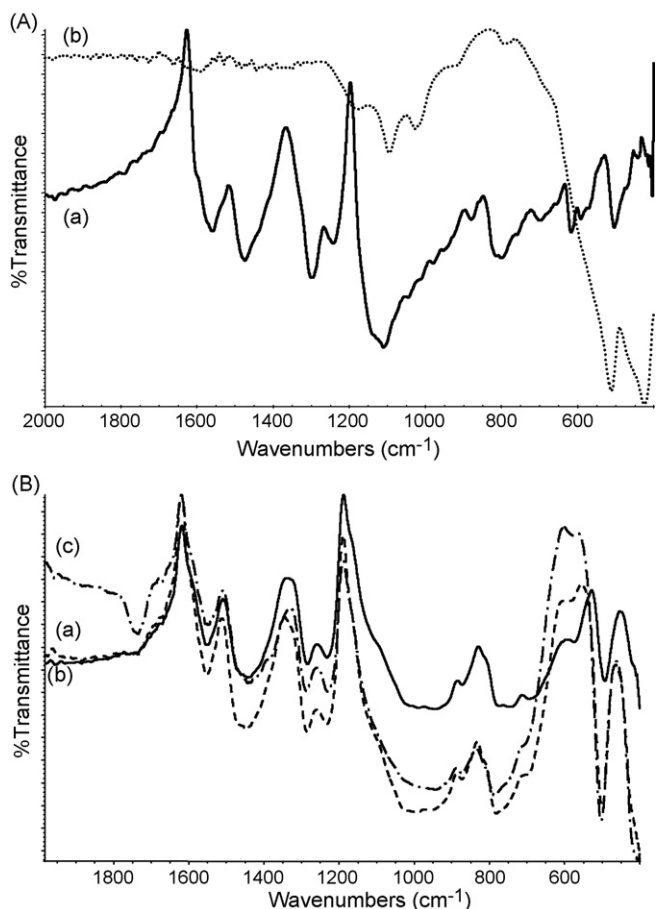 (A)
(b)
(a)
%Transmittance
2000 1800 1600 1400 1200 1000 800 600
Wavenumbers (cm-1)
(B)
(c)
(a)
(b)
%Transmittance
1800 1600 1400 1200 1000 800 600
Wavenumbers (cm-1)